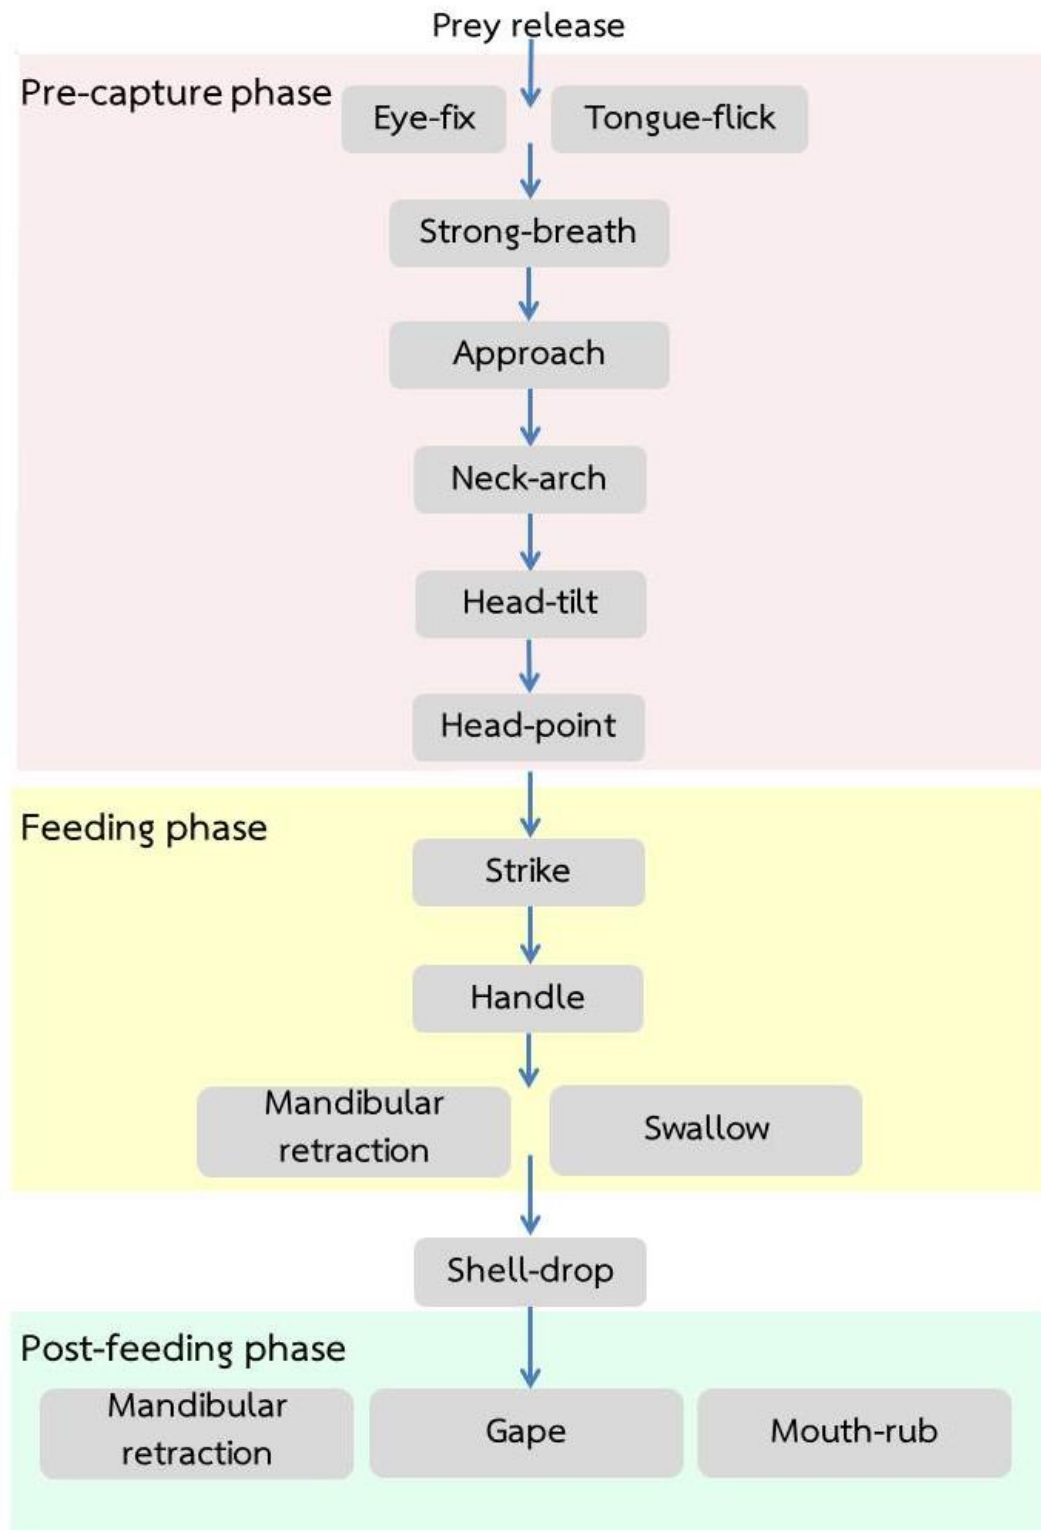 Prey release
Pre-capture phase
Eye-fix
Tongue-flick
Strong-breath
Approach
Neck-arch
Head-tilt
Head-point
Feeding phase
Strike
Handle
Mandibular
retraction
Swallow
Shell-drop
Post-feeding phase
Mandibular
retraction
Gape
Mouth-rub